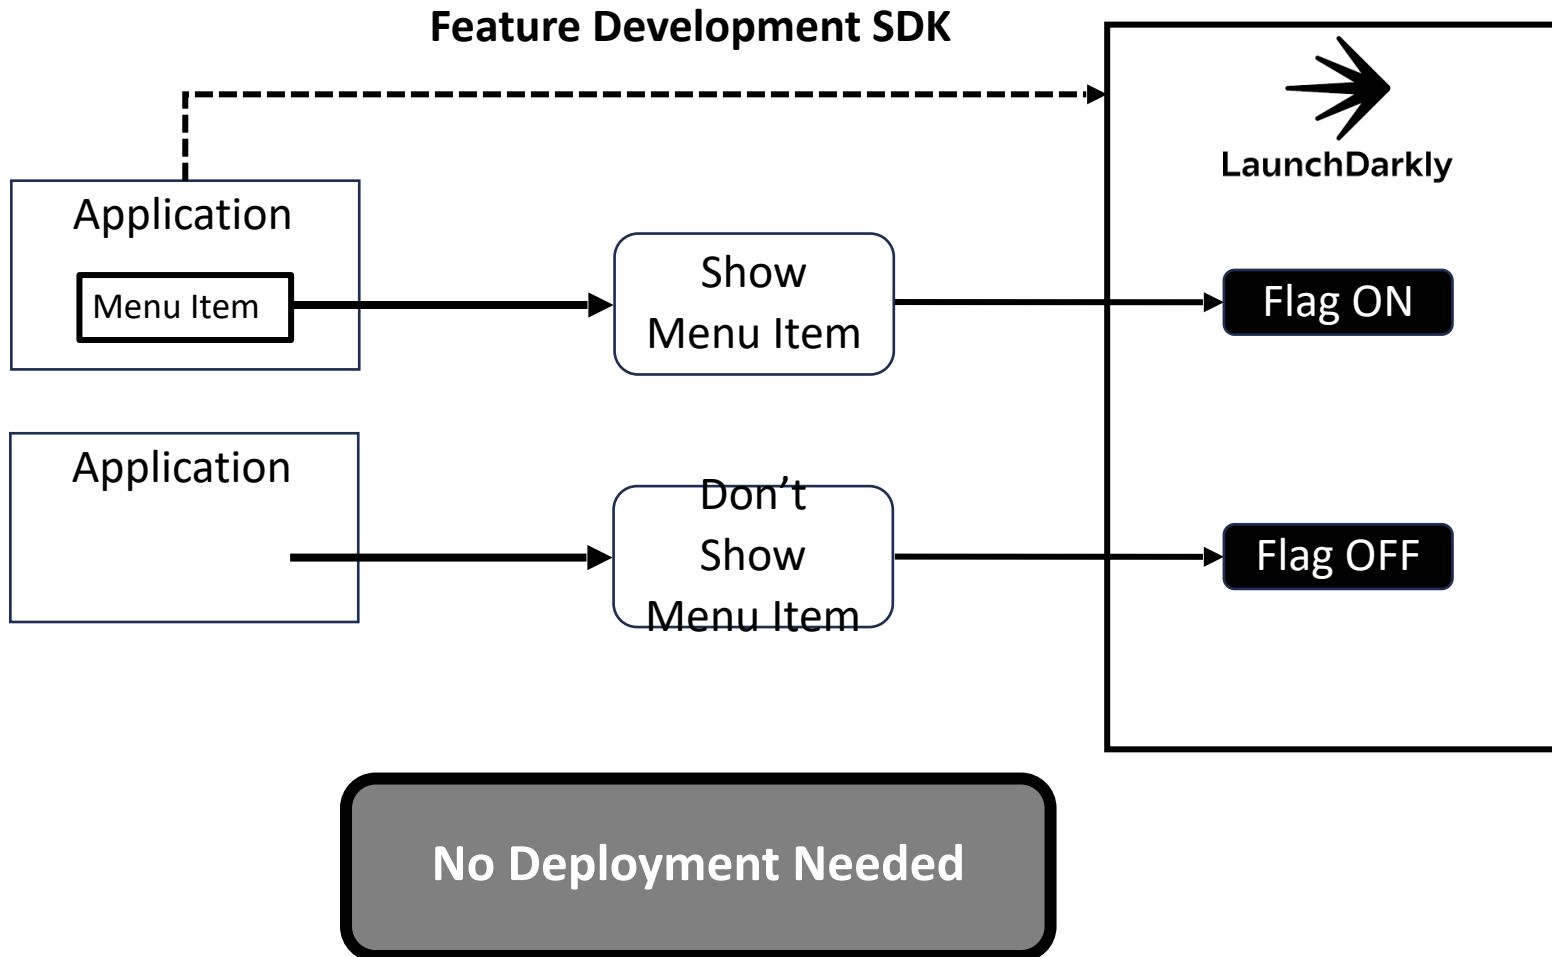 Feature Development SDK
LaunchDarkly
Application
Menu Item
Show
Menu Item
Flag ON
Application
Don’t
Show
Menu Item
Flag OFF
No Deployment Needed